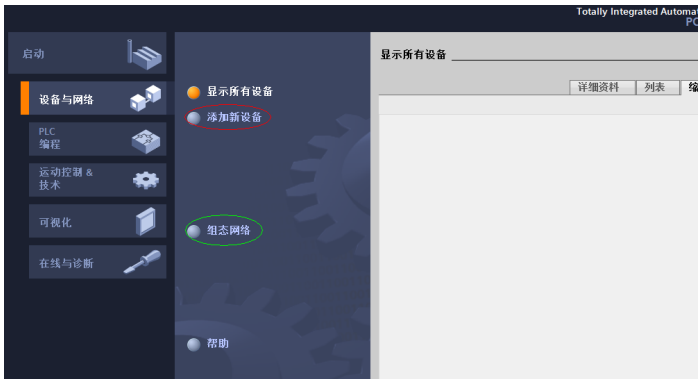 Totally Integrated Automat
PO
启动
设备与网络
PLC
编程
运动控制 &
技术
可视化
在线与诊断
显示所有设备
添加新设备
组态网络
帮助
显示所有设备
详细资料
列表
缩